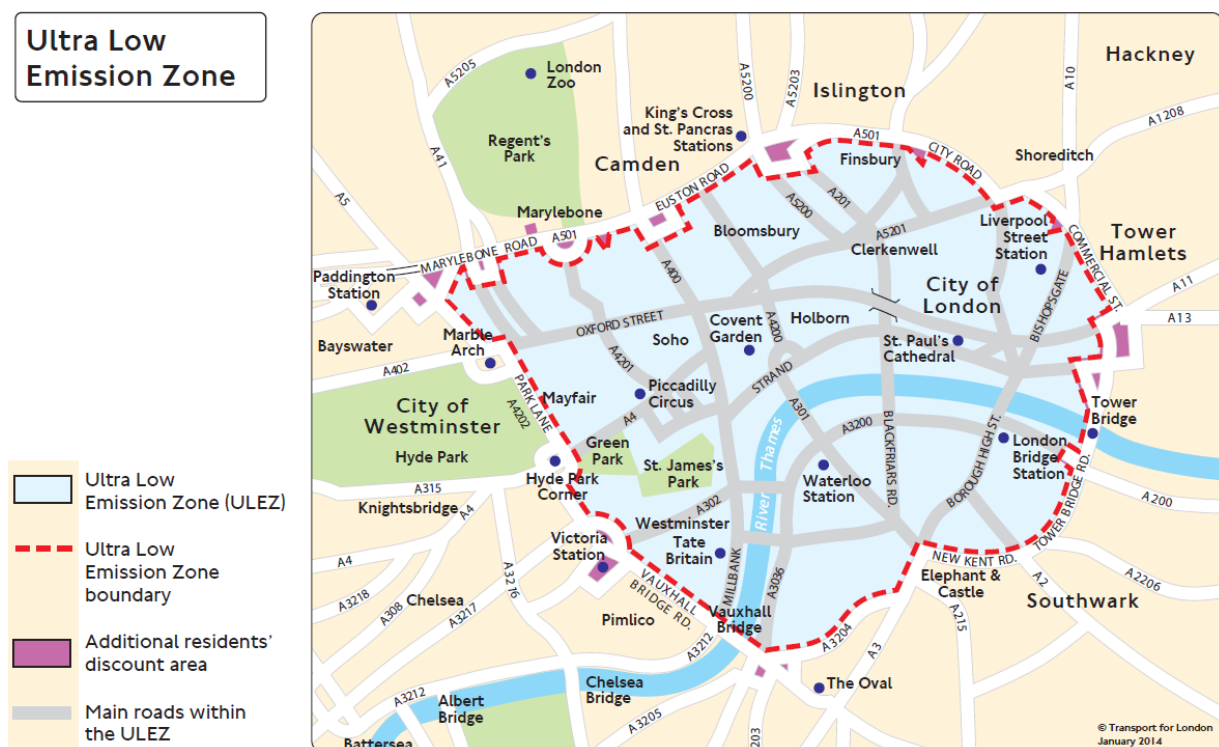 Ultra Low
Emission Zone
Hackney
A5205
London
Zoo
A5200
A5203
A10
Islington
King's Cross
and St. Pancras
Stations
A501
A1208
Regent's
Park
A41
Camden
Finsbury
CITY ROAD
Shoreditch
EUSTON ROAD
A5
A5200
A201
Marylebone
A501
Bloomsbury
A5201
Clerkenwell
Liverpool
Street
Station
COMMERCIAL ST.
Tower
Hamlets
MARYLEBONE ROAD
Paddington
Station
A400
City of
London
BISHOPSGATE
A11
A13
OXFORD STREET
Covent
Garden
Holborn
A4200
Marble
Arch
Soho
St. Paul's
Cathedral
Bayswater
A402
A4201
STRAND
PARK LANE
A4202
Mayfair
Piccadilly
Circus
City of
Westminster
A4
A301
A3200
BLACKFRIARS RD.
BOROUGH HIGH ST.
Tower
Bridge
Hyde Park
Green
Park
St. James's
Park
River Thames
London
Bridge
Station
Hyde Park
Corner
Waterloo
Station
A315
Knightsbridge
A4
A302
A200
TOWER BRIDGE RD.
Westminster
Tate
Britain
Victoria
Station
A4
A3218
A308
Chelsea
A3217
A3276
VAUXHALL
BRIDGE RD.
MILLBANK
A3036
NEW KENT RD.
Elephant &
Castle
A2
A2206
Southwark
Pimlico
Vauxhall
Bridge
A3212
A3204
A3
A215
Chelsea
Bridge
The Oval
A3212
Albert
Bridge
A3205
Battersea
203
Ultra Low
Emission Zone (ULEZ)
Ultra Low
Emission Zone
boundary
Additional residents'
discount area
Main roads within
the ULEZ
© Transport for London
January 2014